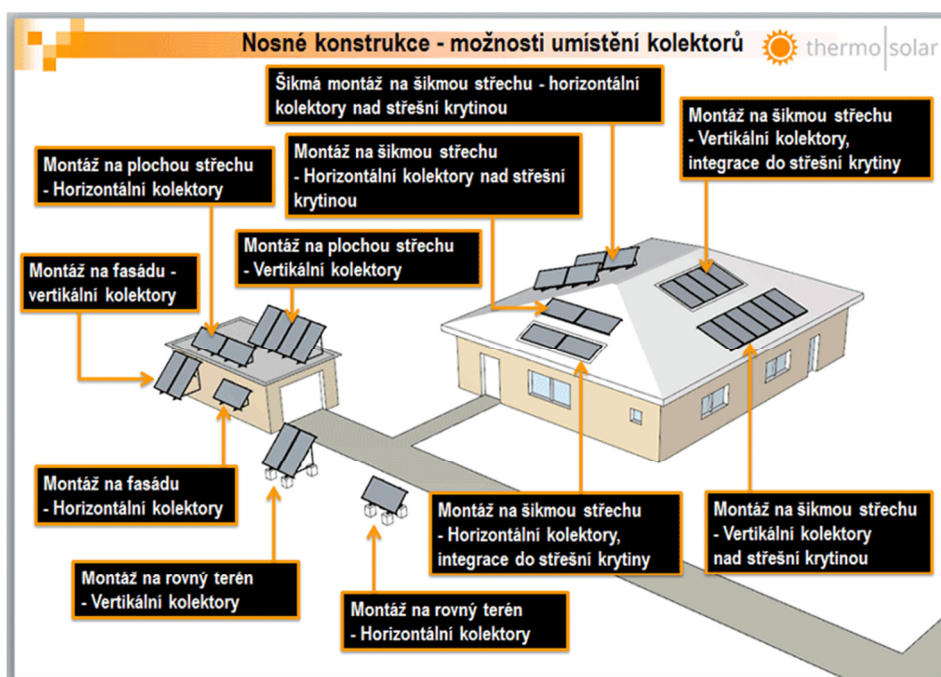 Nosné konstrukce - možnosti umístění kolektorů
thermo|solar
Šikmá montáž na šikmou střechu - horizontální
kolektory nad střešní krytinou
Montáž na šikmou střechu
- Vertikální kolektory,
integrace do střešní krytiny
Montáž na plochou střechu
- Horizontální kolektory
Montáž na šikmou střechu
- Horizontální kolektory nad střešní
krytinou
Montáž na fasádu -
vertikální kolektory
Montáž na plochou střechu
- Vertikální kolektory
Montáž na fasádu
- Horizontální kolektory
Montáž na šikmou střechu
- Horizontální kolektory,
integrace do střešní krytiny
Montáž na šikmou střechu
- Vertikální kolektory
nad střešní krytinou
Montáž na rovný terén
- Vertikální kolektory
Montáž na rovný terén
- Horizontální kolektory